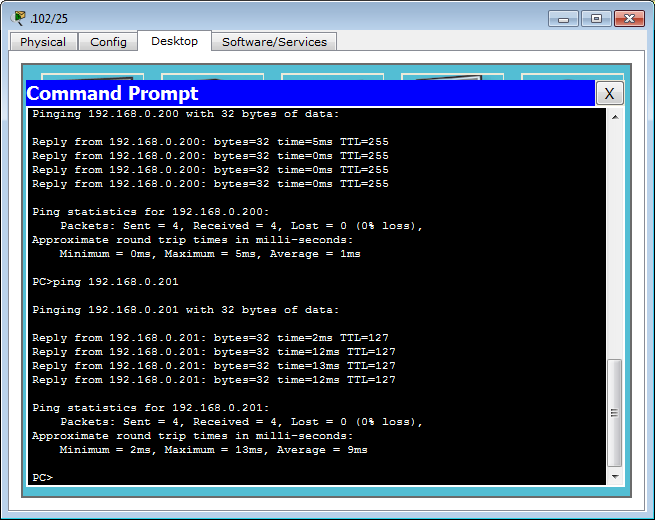 .102/25
Physical Config Desktop Software/Services
Command Prompt X
Pinging 192.168.0.200 with 32 bytes of data:
Reply from 192.168.0.200: bytes=32 time=5ms TTL=255
Reply from 192.168.0.200: bytes=32 time=0ms TTL=255
Reply from 192.168.0.200: bytes=32 time=0ms TTL=255
Reply from 192.168.0.200: bytes=32 time=0ms TTL=255
Ping statistics for 192.168.0.200:
    Packets: Sent = 4, Received = 4, Lost = 0 (0% loss),
Approximate round trip times in milli-seconds:
    Minimum = 0ms, Maximum = 5ms, Average = 1ms
PC>ping 192.168.0.201
Pinging 192.168.0.201 with 32 bytes of data:
Reply from 192.168.0.201: bytes=32 time=2ms TTL=127
Reply from 192.168.0.201: bytes=32 time=12ms TTL=127
Reply from 192.168.0.201: bytes=32 time=13ms TTL=127
Reply from 192.168.0.201: bytes=32 time=12ms TTL=127
Ping statistics for 192.168.0.201:
    Packets: Sent = 4, Received = 4, Lost = 0 (0% loss),
Approximate round trip times in milli-seconds:
    Minimum = 2ms, Maximum = 13ms, Average = 9ms
PC>